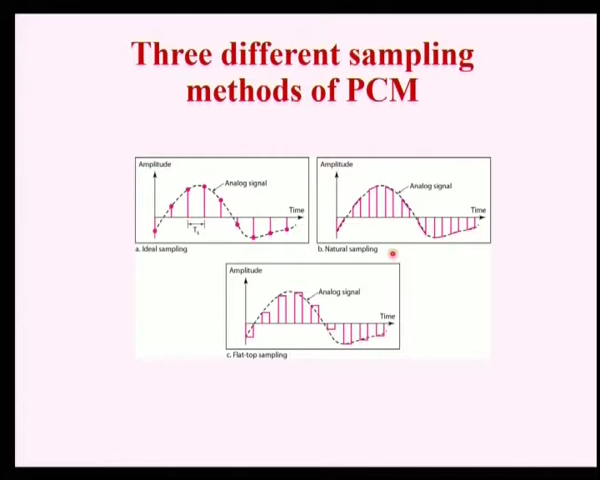 Three different sampling
methods of PCM
Amplitude
Analog signal
Time
Ts
a. Ideal sampling
Amplitude
Analog signal
Time
b. Natural sampling
Amplitude
Analog signal
Time
c. Flat-top sampling